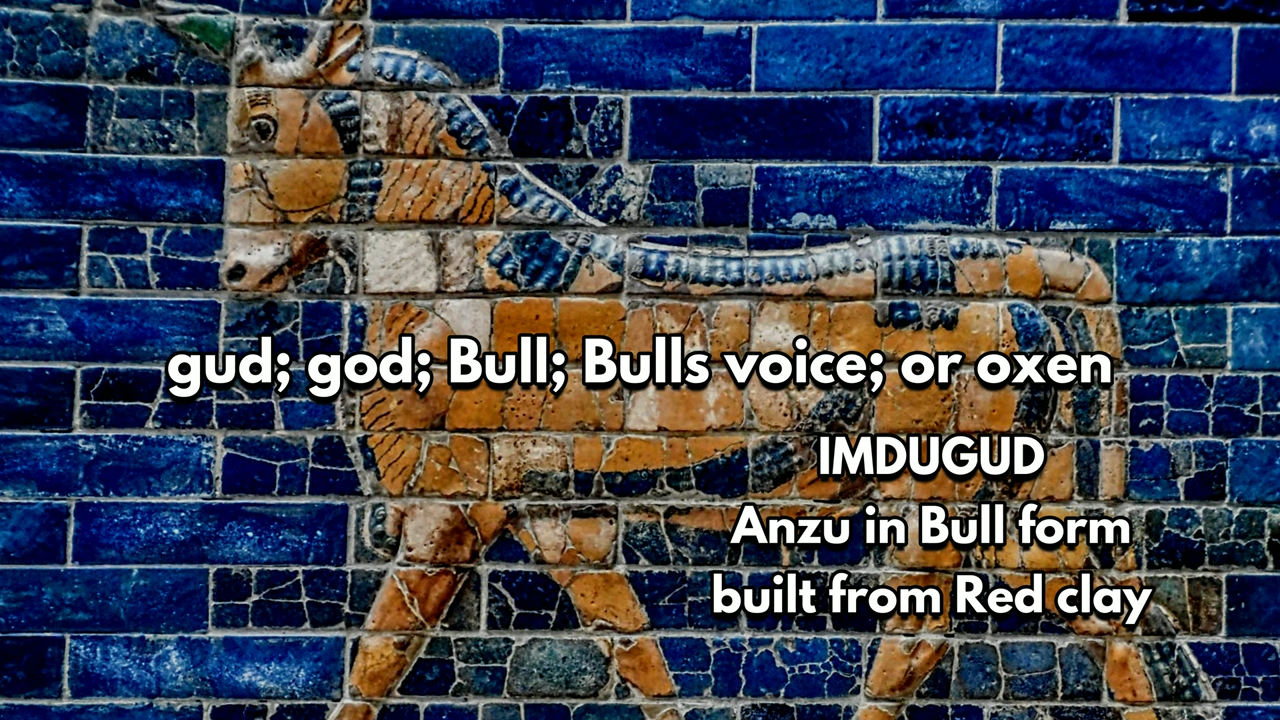 gud; god; Bull; Bulls voice; or oxen
IMDUGUD
Anzu in Bull form
built from Red clay